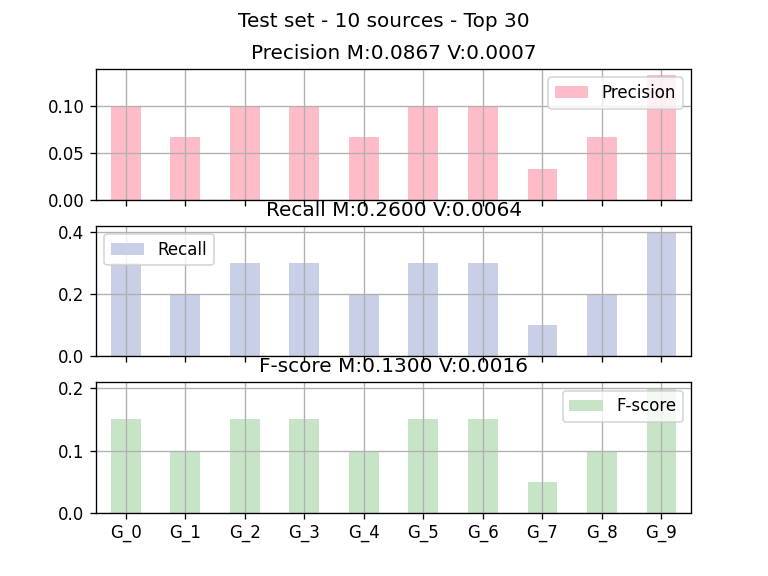 Test set - 10 sources - Top 30
Precision M:0.0867 V:0.0007
Precision
0.10
0.05
0.00
Recall M:0.2600 V:0.0064
Recall
0.4
0.2
0.0
F-score M:0.1300 V:0.0016
F-score
0.2
0.1
0.0
G_0 G_1 G_2 G_3 G_4 G_5 G_6 G_7 G_8 G_9